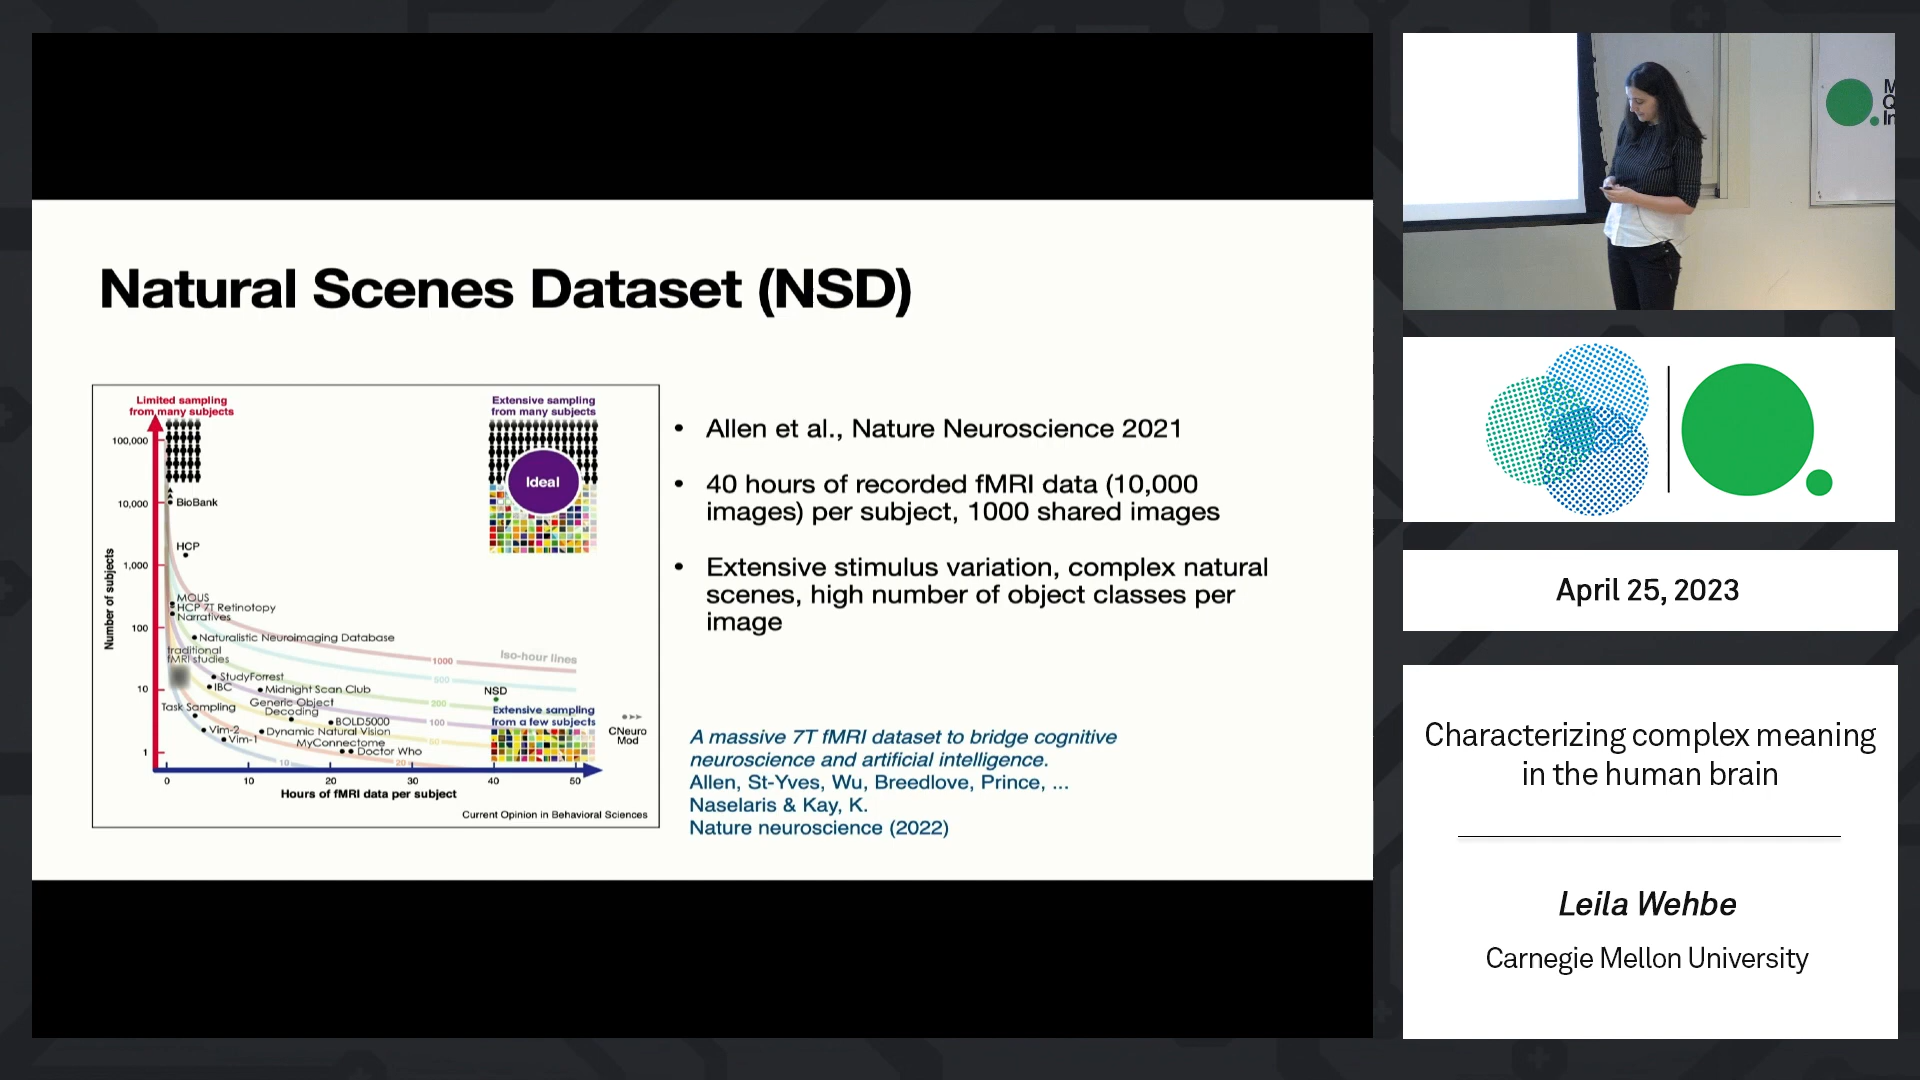 Natural Scenes Dataset (NSD)
Limited sampling
from many subjects
Extensive sampling
from many subjects
Ideal
100,000
10,000
1,000
100
10
1
Number of subjects
BioBank
HCP
MOUS
HCP 7T Retinotopy
Narratives
Naturalistic Neuroimaging Database
Traditional
fMRI studies
Iso-hour lines
1000
500
200
100
50
20
10
StudyForrest
IBC
Midnight Scan Club
NSD
Task Sampling
Generic Object
Decoding
Extensive sampling
from a few subjects
BOLD5000
Vim-2
Dynamic Natural Vision
Vim-1
MyConnectome
Doctor Who
CNeuro
Mod
0 10 20 30 40 50
Hours of fMRI data per subject
Current Opinion in Behavioral Sciences
• Allen et al., Nature Neuroscience 2021
• 40 hours of recorded fMRI data (10,000
images) per subject, 1000 shared images
• Extensive stimulus variation, complex natural
scenes, high number of object classes per
image
A massive 7T fMRI dataset to bridge cognitive
neuroscience and artificial intelligence.
Allen, St-Yves, Wu, Breedlove, Prince, ...
Naselaris & Kay, K.
Nature neuroscience (2022)
April 25, 2023
Characterizing complex meaning
in the human brain
Leila Wehbe
Carnegie Mellon University